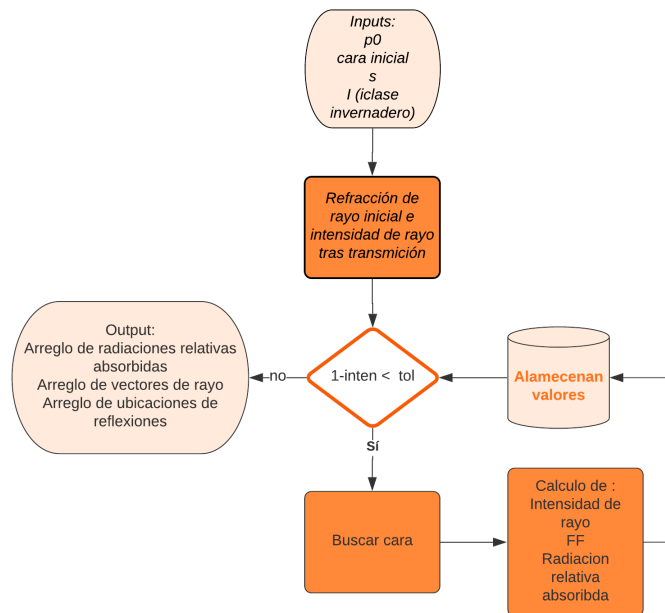 Inputs:
p0
cara inicial
s
I (iclase
invernadero)
Refracción de
rayo inicial e
intensidad de rayo
tras transmición
Output:
Arreglo de radiaciones relativas
absorbidas
Arreglo de vectores de rayo
Arreglo de ubicaciones de
reflexiones
no
1-inten < tol
Alamecenan
valores
Sí
Buscar cara
Calculo de :
Intensidad de
rayo
FF
Radiacion
relativa
absoribda